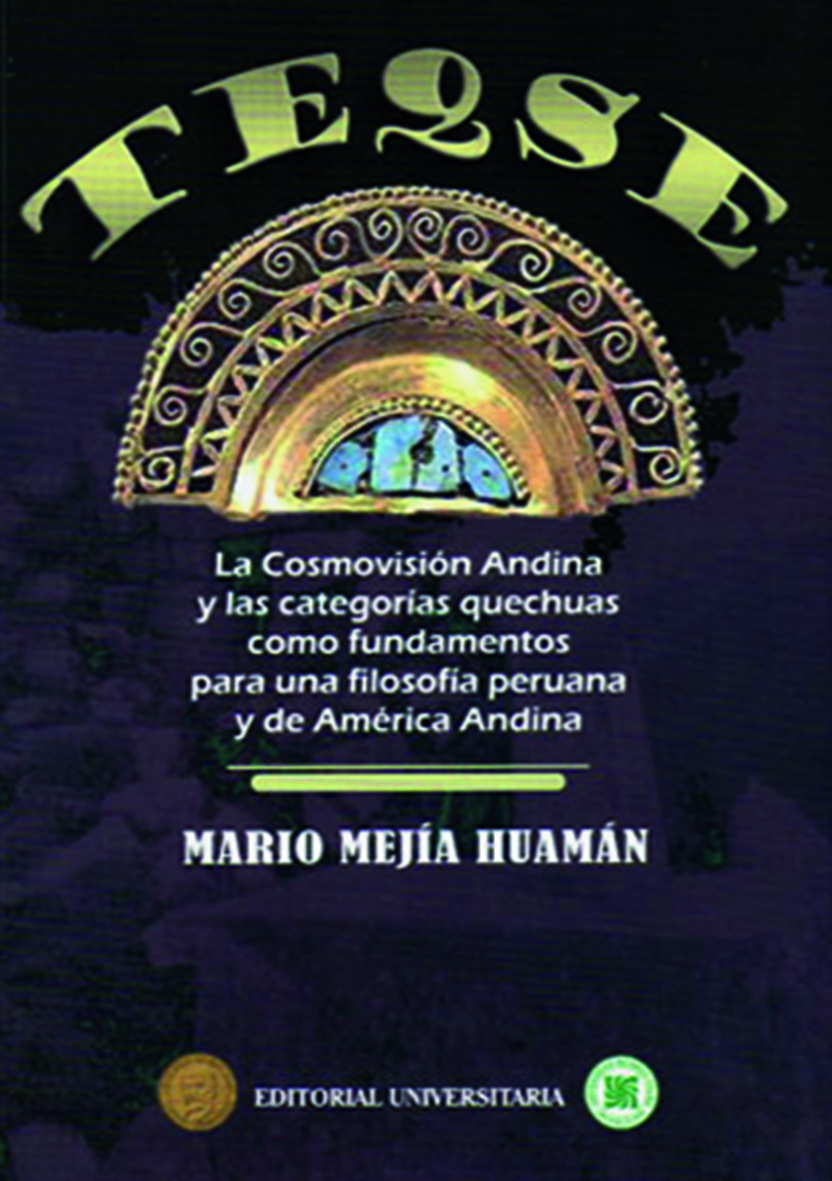 TEQSE
La Cosmovisión Andina
y las categorías quechuas
como fundamentos
para una filosofía peruana
y de América Andina
MARIO MEJÍA HUAMÁN
EDITORIAL UNIVERSITARIA